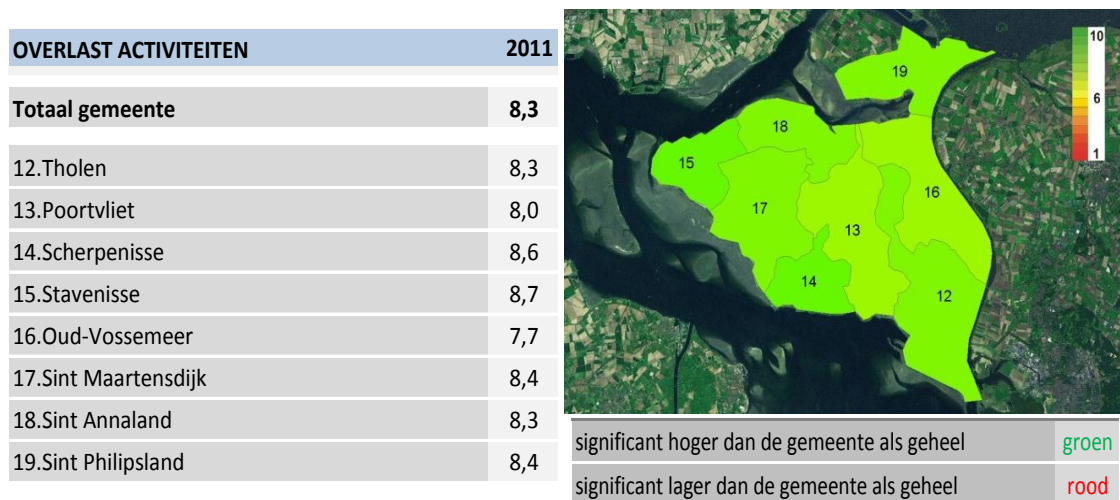 OVERLAST ACTIVITEITEN 2011
Totaal gemeente 8,3
12.Tholen 8,3
13.Poortvliet 8,0
14.Scherpenisse 8,6
15.Stavenisse 8,7
16.Oud-Vossemeer 7,7
17.Sint Maartensdijk 8,4
18.Sint Annaland 8,3
19.Sint Philipsland 8,4
10
6
1
19
18
15
16
17
13
14
12
significant hoger dan de gemeente als geheel groen
significant lager dan de gemeente als geheel rood